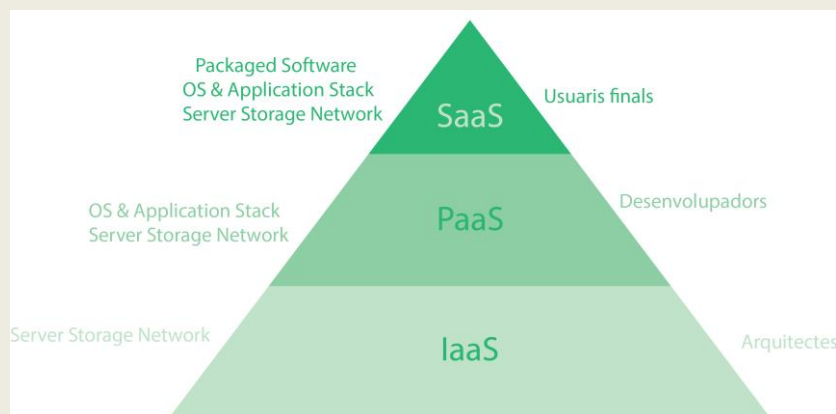 Packaged Software
OS & Application Stack
Server Storage Network
SaaS
Usuaris finals
OS & Application Stack
Server Storage Network
PaaS
Desenvolupadors
Server Storage Network
IaaS
Arquitectes